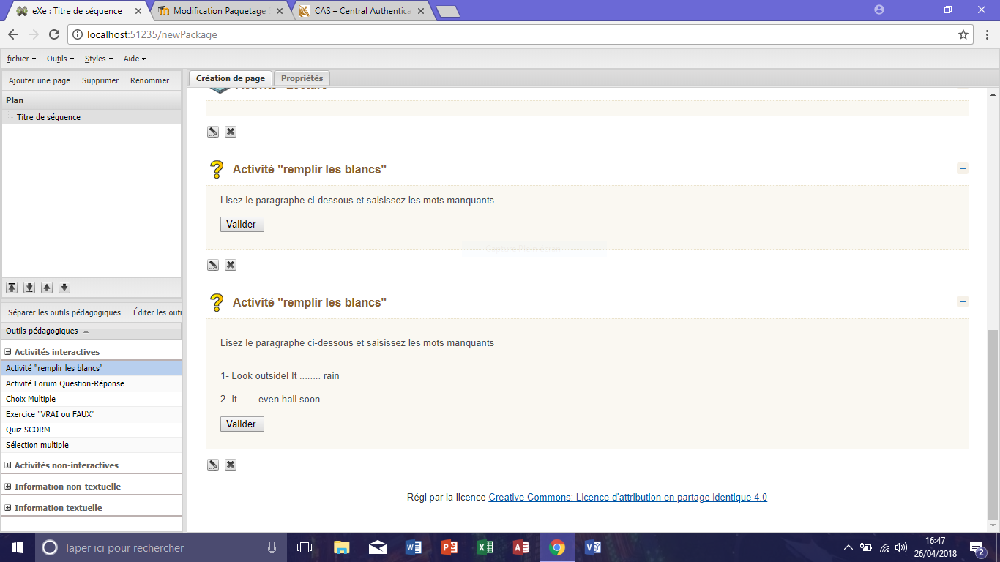 eXe : Titre de séquence
Modification Paquetage
CAS – Central Authentica
localhost:51235/newPackage
fichier Outils Styles Aide
Ajouter une page Supprimer Renommer
Création de page Propriétés
Plan
Titre de séquence
Activité "remplir les blancs"
Lisez le paragraphe ci-dessous et saisissez les mots manquants
Valider
Capture Plein écran
Activité "remplir les blancs"
Lisez le paragraphe ci-dessous et saisissez les mots manquants
1- Look outside! It ........ rain
2- It ...... even hail soon.
Valider
Régi par la licence Creative Commons: Licence d'attribution en partage identique 4.0
Séparer les outils pédagogiques Éditer les outi
Outils pédagogiques
Activités interactives
Activité "remplir les blancs"
Activité Forum Question-Réponse
Choix Multiple
Exercice "VRAI ou FAUX"
Quiz SCORM
Sélection multiple
Activités non-interactives
Information non-textuelle
Information textuelle
Taper ici pour rechercher
16:47
26/04/2018
2